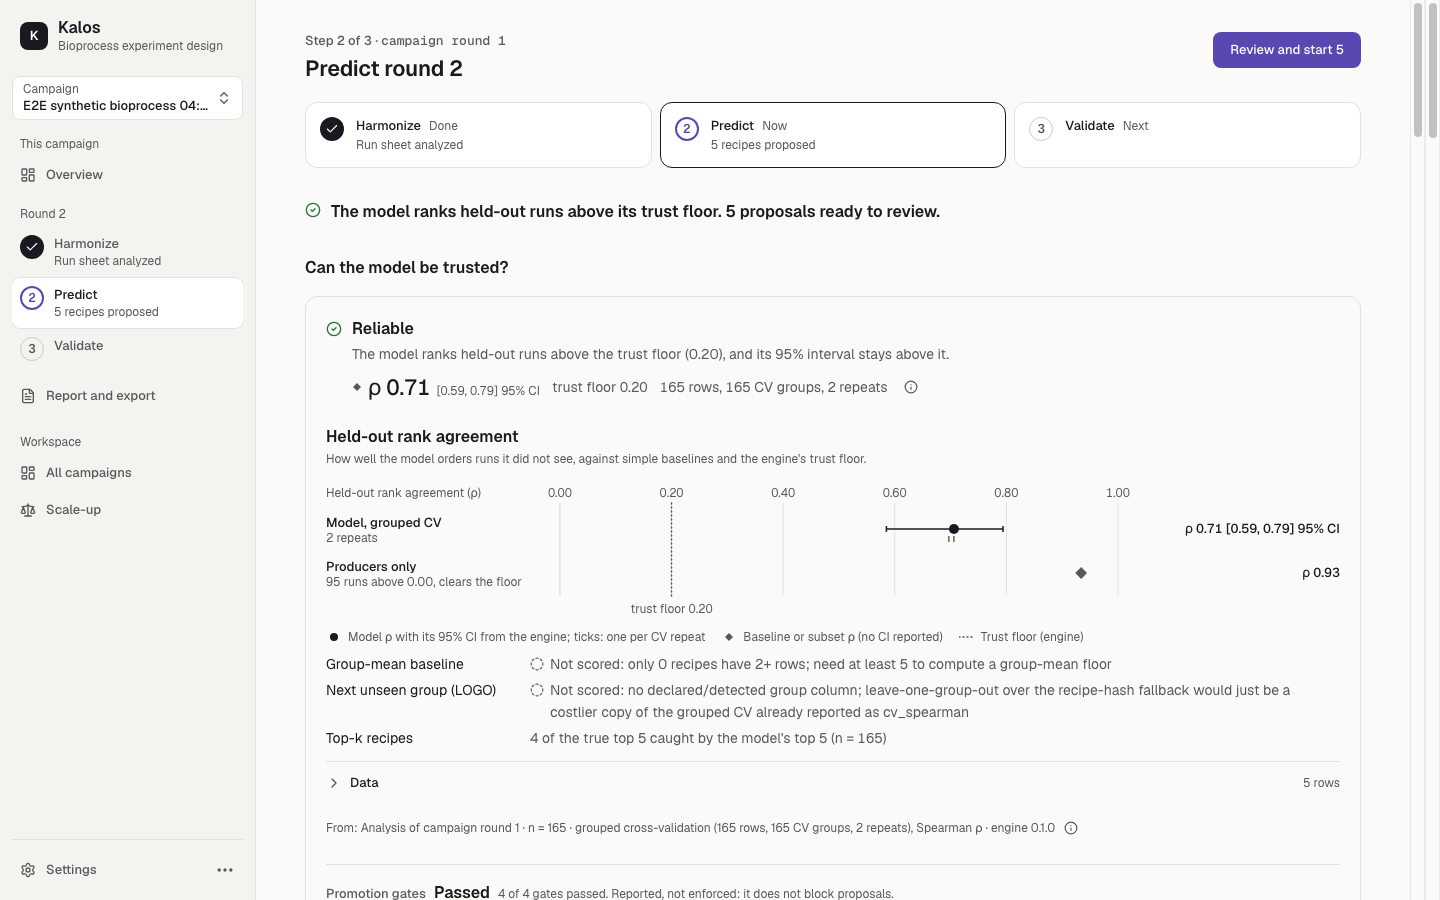 K
Kalos
Bioprocess experiment design
Campaign
E2E synthetic bioprocess 04:...
This campaign
Overview
Round 2
Harmonize
Run sheet analyzed
2
Predict
5 recipes proposed
3
Validate
Report and export
Workspace
All campaigns
Scale-up
Settings
Step 2 of 3 · campaign round 1
Predict round 2
Review and start 5
Harmonize Done
Run sheet analyzed
2
Predict Now
5 recipes proposed
3
Validate Next
The model ranks held-out runs above its trust floor. 5 proposals ready to review.
Can the model be trusted?
Reliable
The model ranks held-out runs above the trust floor (0.20), and its 95% interval stays above it.
ρ 0.71 [0.59, 0.79] 95% CI trust floor 0.20 165 rows, 165 CV groups, 2 repeats
Held-out rank agreement
How well the model orders runs it did not see, against simple baselines and the engine's trust floor.
Held-out rank agreement (ρ) 0.00 0.20 0.40 0.60 0.80 1.00
Model, grouped CV
2 repeats
ρ 0.71 [0.59, 0.79] 95% CI
Producers only
95 runs above 0.00, clears the floor
ρ 0.93
trust floor 0.20
Model ρ with its 95% CI from the engine; ticks: one per CV repeat Baseline or subset ρ (no CI reported) Trust floor (engine)
Group-mean baseline Not scored: only 0 recipes have 2+ rows; need at least 5 to compute a group-mean floor
Next unseen group (LOGO) Not scored: no declared/detected group column; leave-one-group-out over the recipe-hash fallback would just be a
costlier copy of the grouped CV already reported as cv_spearman
Top-k recipes 4 of the true top 5 caught by the model's top 5 (n = 165)
Data 5 rows
From: Analysis of campaign round 1 · n = 165 · grouped cross-validation (165 rows, 165 CV groups, 2 repeats), Spearman ρ · engine 0.1.0
Promotion gates Passed 4 of 4 gates passed. Reported, not enforced: it does not block proposals.